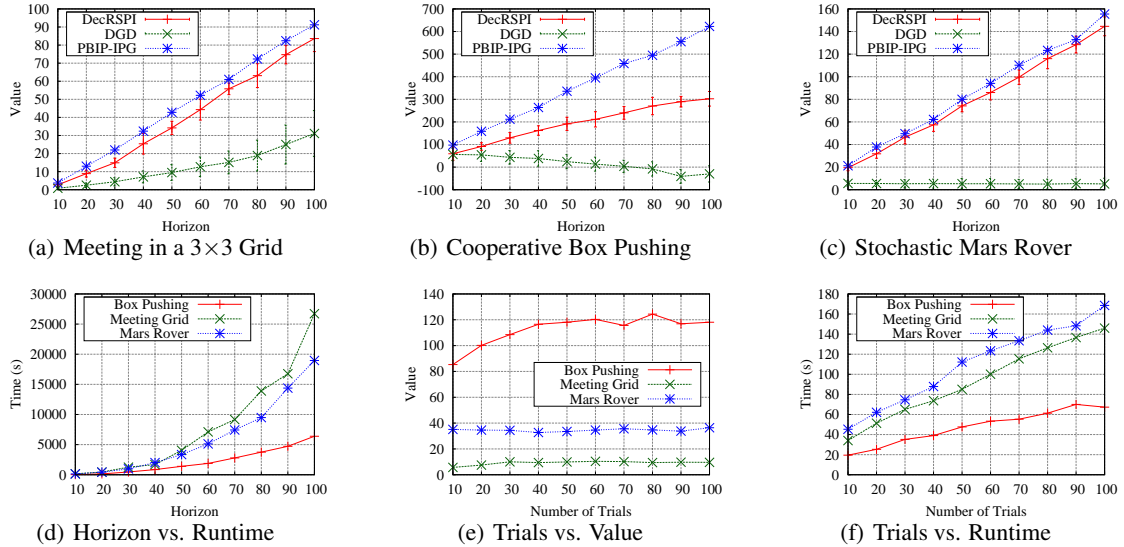 100
90
80
70
60
50
40
30
20
10
0
DecRSPI
DGD
PBIP-IPG
Value
10 20 30 40 50 60 70 80 90 100
Horizon
(a) Meeting in a 3×3 Grid
700
600
500
400
300
200
100
0
-100
DecRSPI
DGD
PBIP-IPG
Value
10 20 30 40 50 60 70 80 90 100
Horizon
(b) Cooperative Box Pushing
160
140
120
100
80
60
40
20
0
DecRSPI
DGD
PBIP-IPG
Value
10 20 30 40 50 60 70 80 90 100
Horizon
(c) Stochastic Mars Rover
30000
25000
20000
15000
10000
5000
0
Box Pushing
Meeting Grid
Mars Rover
Time (s)
10 20 30 40 50 60 70 80 90 100
Horizon
(d) Horizon vs. Runtime
140
120
100
80
60
40
20
0
Box Pushing
Meeting Grid
Mars Rover
Value
10 20 30 40 50 60 70 80 90 100
Number of Trials
(e) Trials vs. Value
180
160
140
120
100
80
60
40
20
0
Box Pushing
Meeting Grid
Mars Rover
Time (s)
10 20 30 40 50 60 70 80 90 100
Number of Trials
(f) Trials vs. Runtime